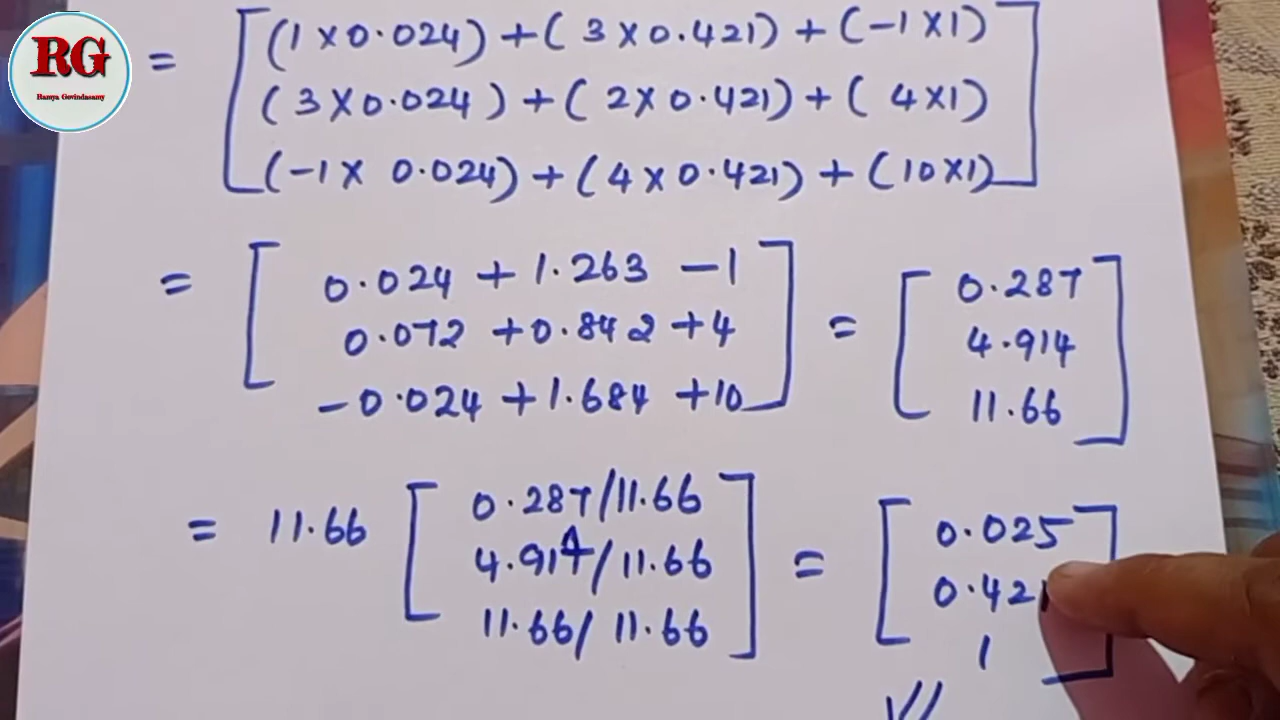 RG
Ramya Govindasamy
= [ (1 × 0.024) + ( 3 × 0.421) + (-1 × 1)
( 3 × 0.024 ) + ( 2 × 0.421) + ( 4 × 1)
(-1 × 0.024) + (4 × 0.421) + (10 × 1) ]
= [ 0.024 + 1.263 - 1 ] = [ 0.287 ]
0.072 + 0.842 + 4 4.914
-0.024 + 1.684 + 10 11.66
= 11.66 [ 0.287/11.66 ] = [ 0.025 ]
4.914/11.66 0.421
11.66/ 11.66 1
//